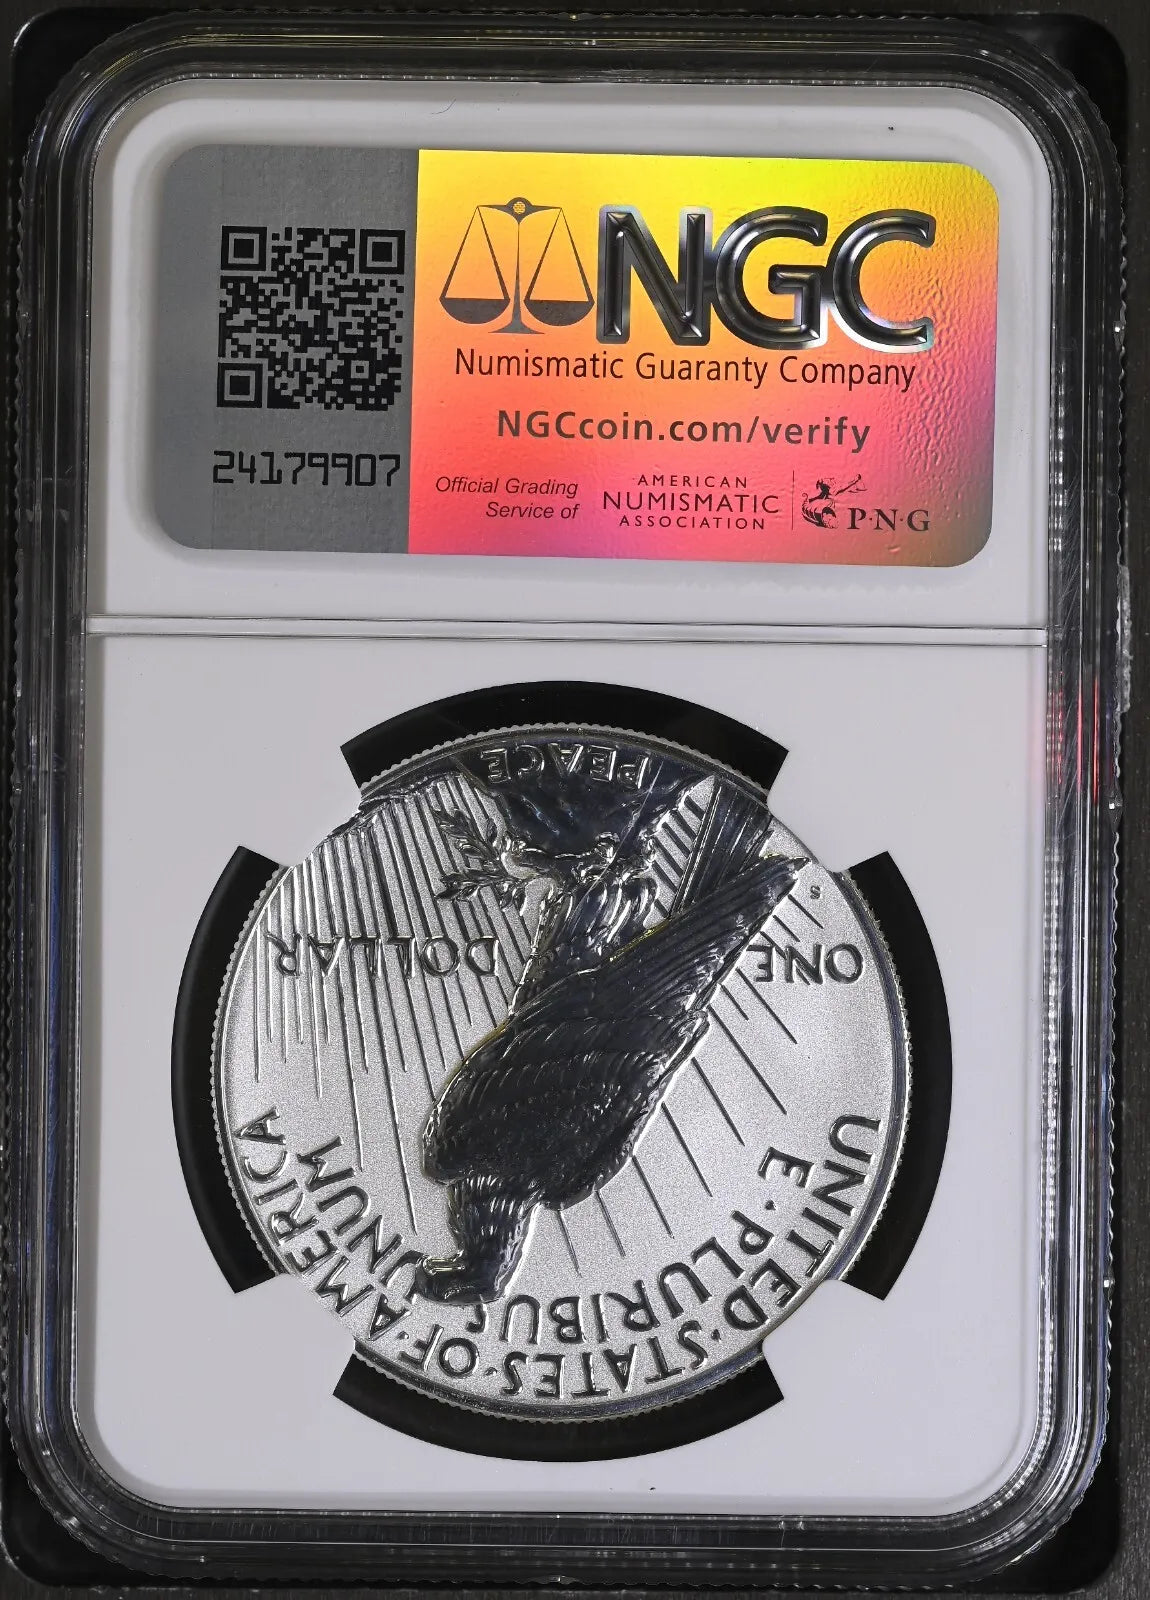 NGC
Numismatic Guaranty Company
NGCcoin.com/verify
24179907
Official Grading
Service of
AMERICAN
NUMISMATIC
ASSOCIATION
P·N·G
UNITED·STATES·OF·AMERICA
E·PLURIBUS UNUM
ONE DOLLAR
S
PEACE